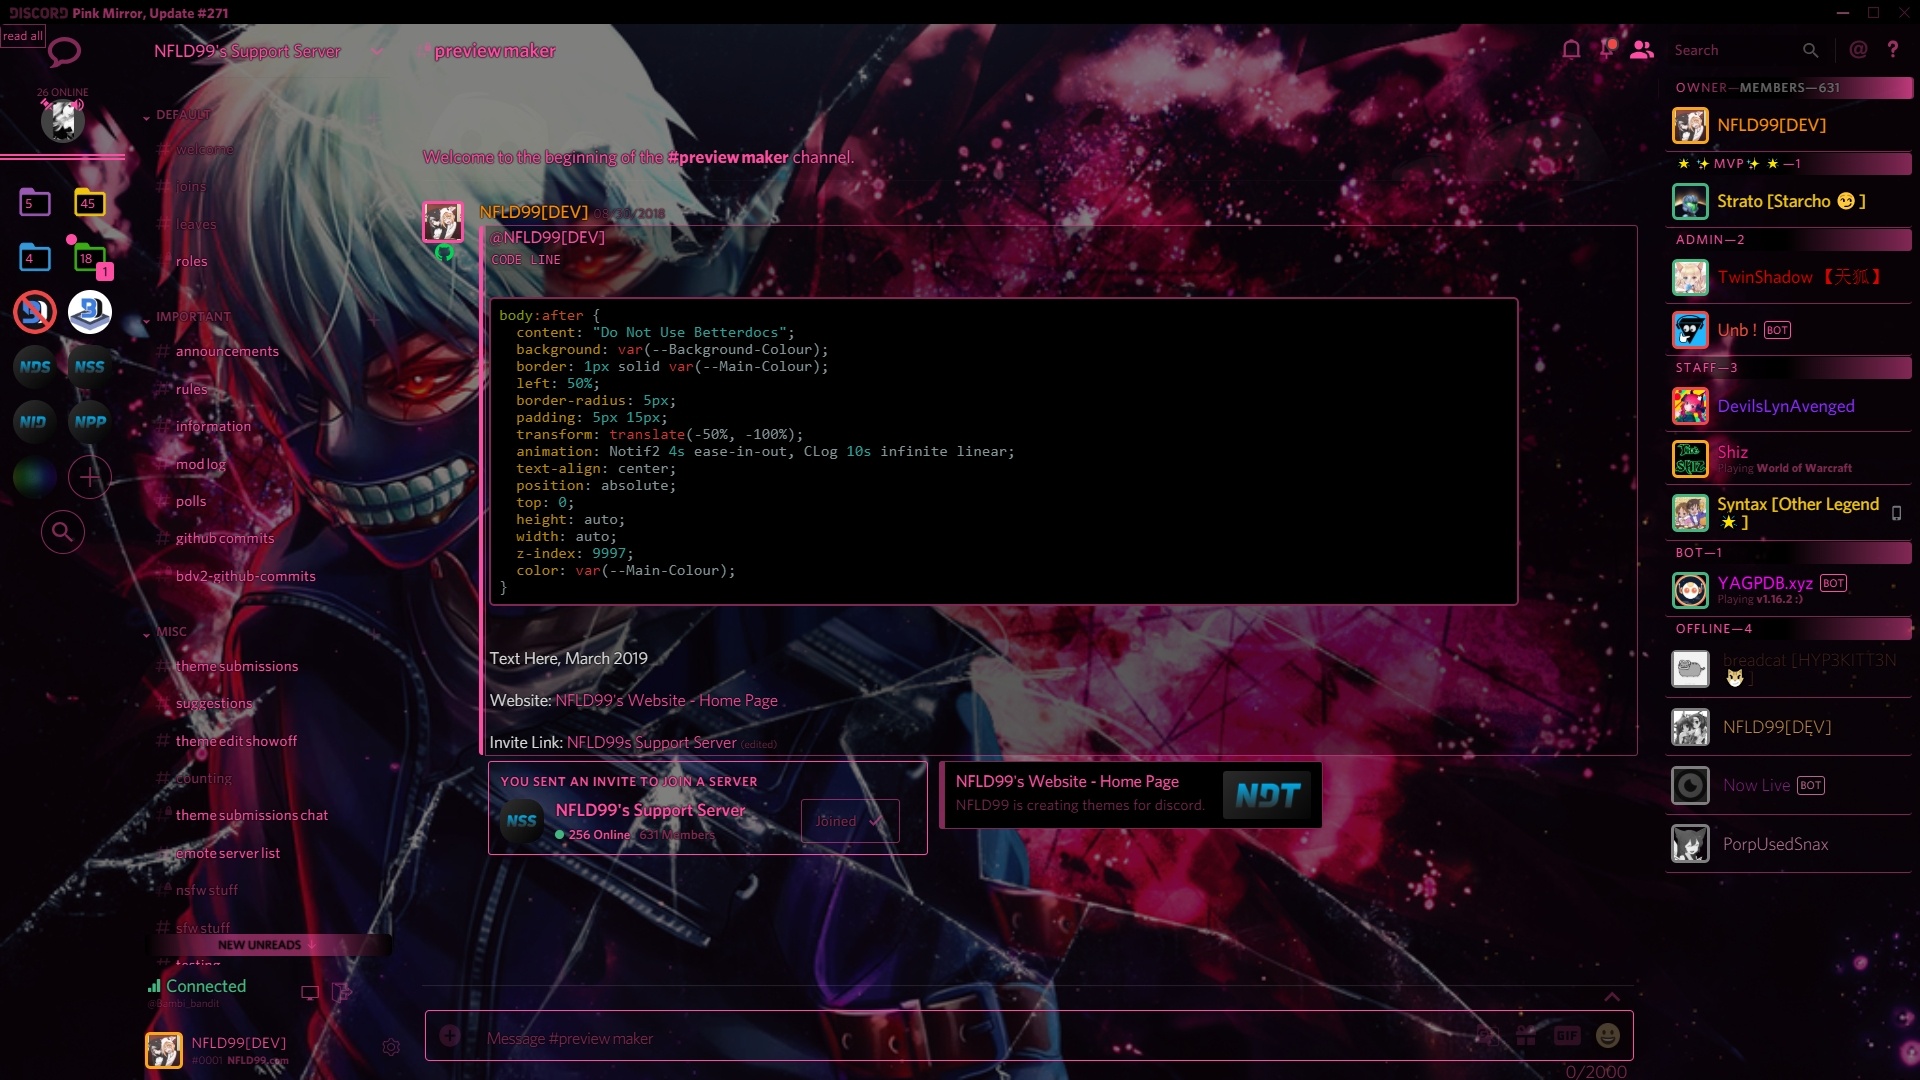 DISCORD Pink Mirror, Update #271
read all
NFLD99's Support Server
preview maker
Search
26 ONLINE
5
45
4
18
1
NDS
NSS
NID
NPP
DEFAULT
welcome
joins
leaves
roles
IMPORTANT
announcements
rules
information
mod log
polls
github commits
bdv2-github-commits
MISC
theme submissions
suggestions
theme edit showoff
counting
theme submissions chat
emote server list
nsfw stuff
sfw stuff
NEW UNREADS
testing
Connected
@Bambi_bandit
NFLD99[DEV]
#0001 NFLD99.com
Welcome to the beginning of the #preview maker channel.
NFLD99[DEV]
@NFLD99[DEV]
CODE LINE
body:after {
content: "Do Not Use Betterdocs";
background: var(--Background-Colour);
border: 1px solid var(--Main-Colour);
left: 50%;
border-radius: 5px;
padding: 5px 15px;
transform: translate(-50%, -100%);
animation: Notif2 4s ease-in-out, CLog 10s infinite linear;
text-align: center;
position: absolute;
top: 0;
height: auto;
width: auto;
z-index: 9997;
color: var(--Main-Colour);
}
Text Here, March 2019
Website: NFLD99's Website - Home Page
Invite Link: NFLD99s Support Server (edited)
YOU SENT AN INVITE TO JOIN A SERVER
NSS
NFLD99's Support Server
256 Online 631 Members
Joined
NFLD99's Website - Home Page
NFLD99 is creating themes for discord.
NDT
Message #preview maker
GIF
0/2000
OWNER—MEMBERS—631
NFLD99[DEV]
🌟 ✨ MVP ✨ 🌟 —1
Strato [Starcho 😏 ]
ADMIN—2
TwinShadow 【天狐】
Unb ! BOT
STAFF—3
DevilsLynAvenged
Shiz
Playing World of Warcraft
Syntax [Other Legend
🌟 ]
BOT—1
YAGPDB.xyz BOT
Playing v1.16.2 :)
OFFLINE—4
breadcat [HYP3KITT3N
🐱 ]
NFLD99[DEV]
Now Live BOT
PorpUsedSnax